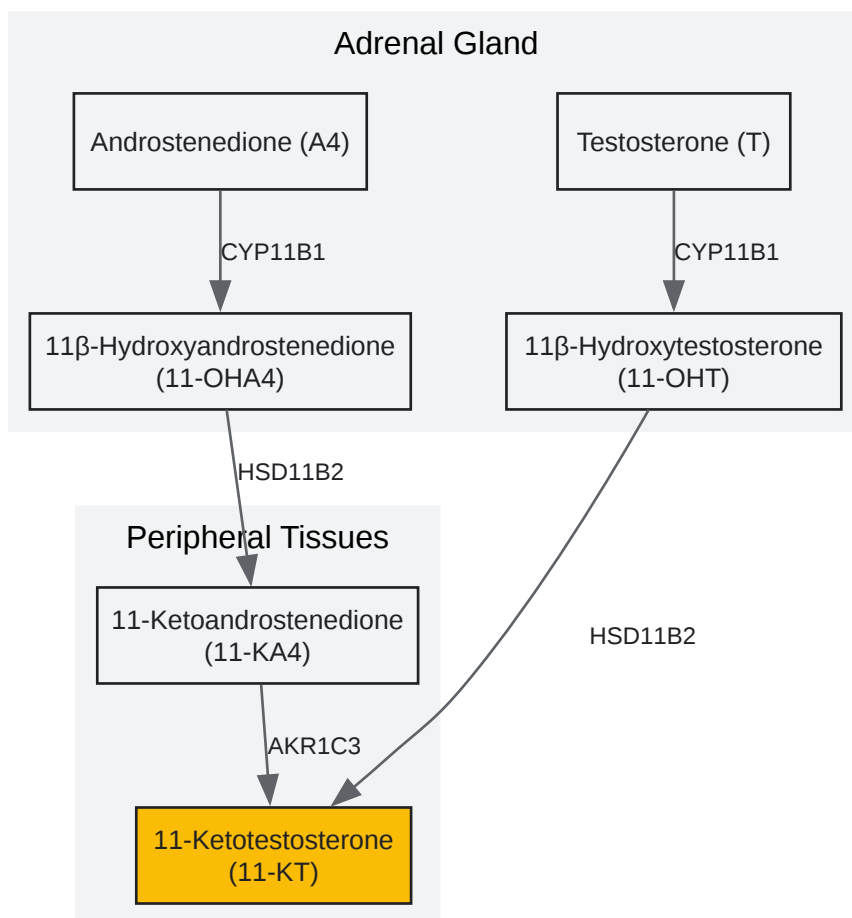 Adrenal Gland
Androstenedione (A4)
Testosterone (T)
CYP11B1
CYP11B1
11β-Hydroxyandrostenedione
(11-OHA4)
11β-Hydroxytestosterone
(11-OHT)
HSD11B2
Peripheral Tissues
11-Ketoandrostenedione
(11-KA4)
HSD11B2
AKR1C3
11-Ketotestosterone
(11-KT)